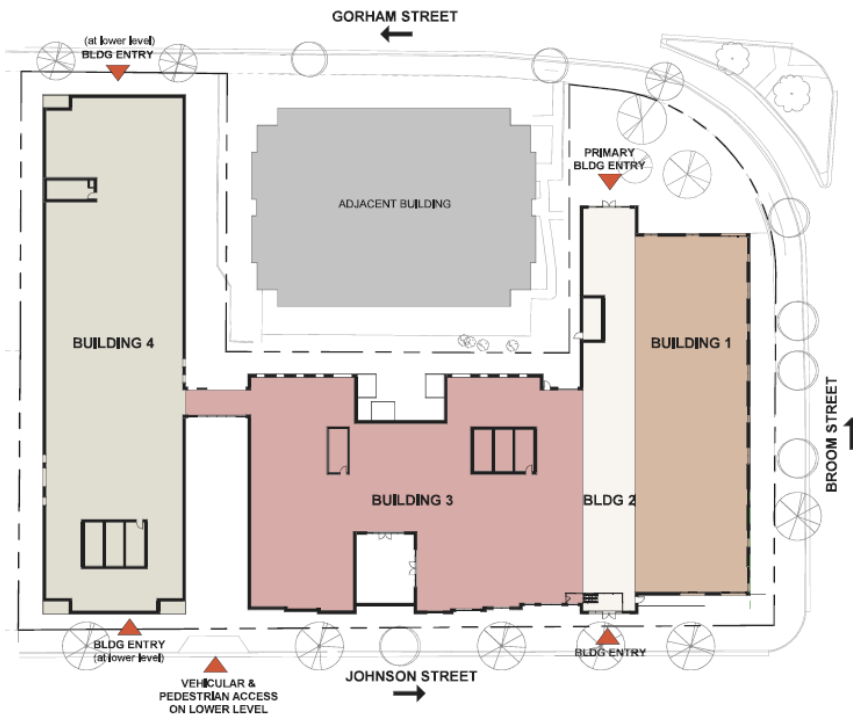 GORHAM STREET
(at lower level)
BLDG ENTRY
PRIMARY
BLDG ENTRY
ADJACENT BUILDING
BUILDING 4
BUILDING 1
BROOM STREET
BUILDING 3
BLDG 2
BLDG ENTRY
(at lower level)
BLDG ENTRY
VEHICULAR &
PEDESTRIAN ACCESS
ON LOWER LEVEL
JOHNSON STREET